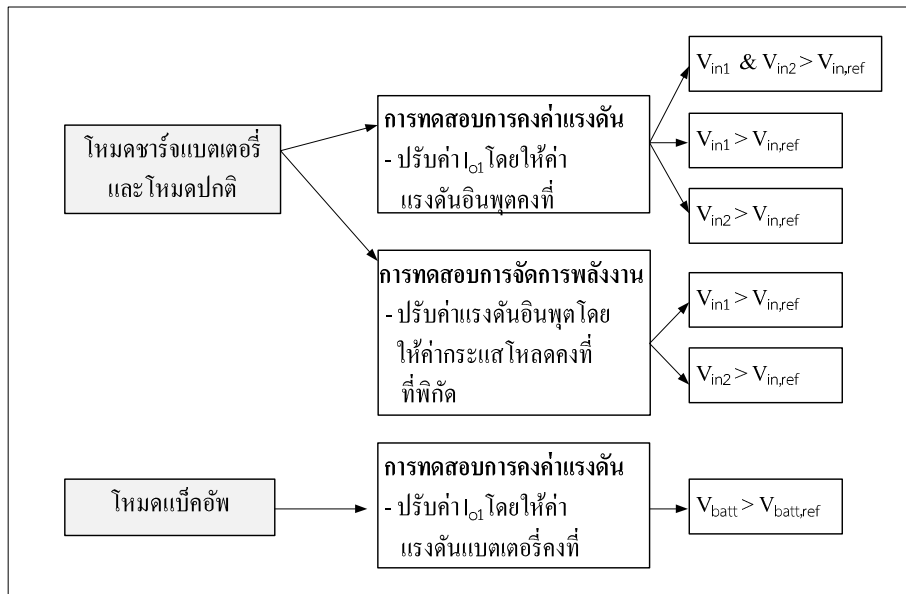 โหมดชาร์จแบตเตอรี่
และโหมดปกติ
การทดสอบการคงค่าแรงดัน
- ปรับค่า Io1 โดยให้ค่า
แรงดันอินพุตคงที่
Vin1 & Vin2 > Vin,ref
Vin1 > Vin,ref
Vin2 > Vin,ref
การทดสอบการจัดการพลังงาน
- ปรับค่าแรงดันอินพุตโดย
ให้ค่ากระแสโหลดคงที่
ที่พิกัด
Vin1 > Vin,ref
Vin2 > Vin,ref
โหมดแบ็คอัพ
การทดสอบการคงค่าแรงดัน
- ปรับค่า Io1 โดยให้ค่า
แรงดันแบตเตอรี่คงที่
Vbatt > Vbatt,ref